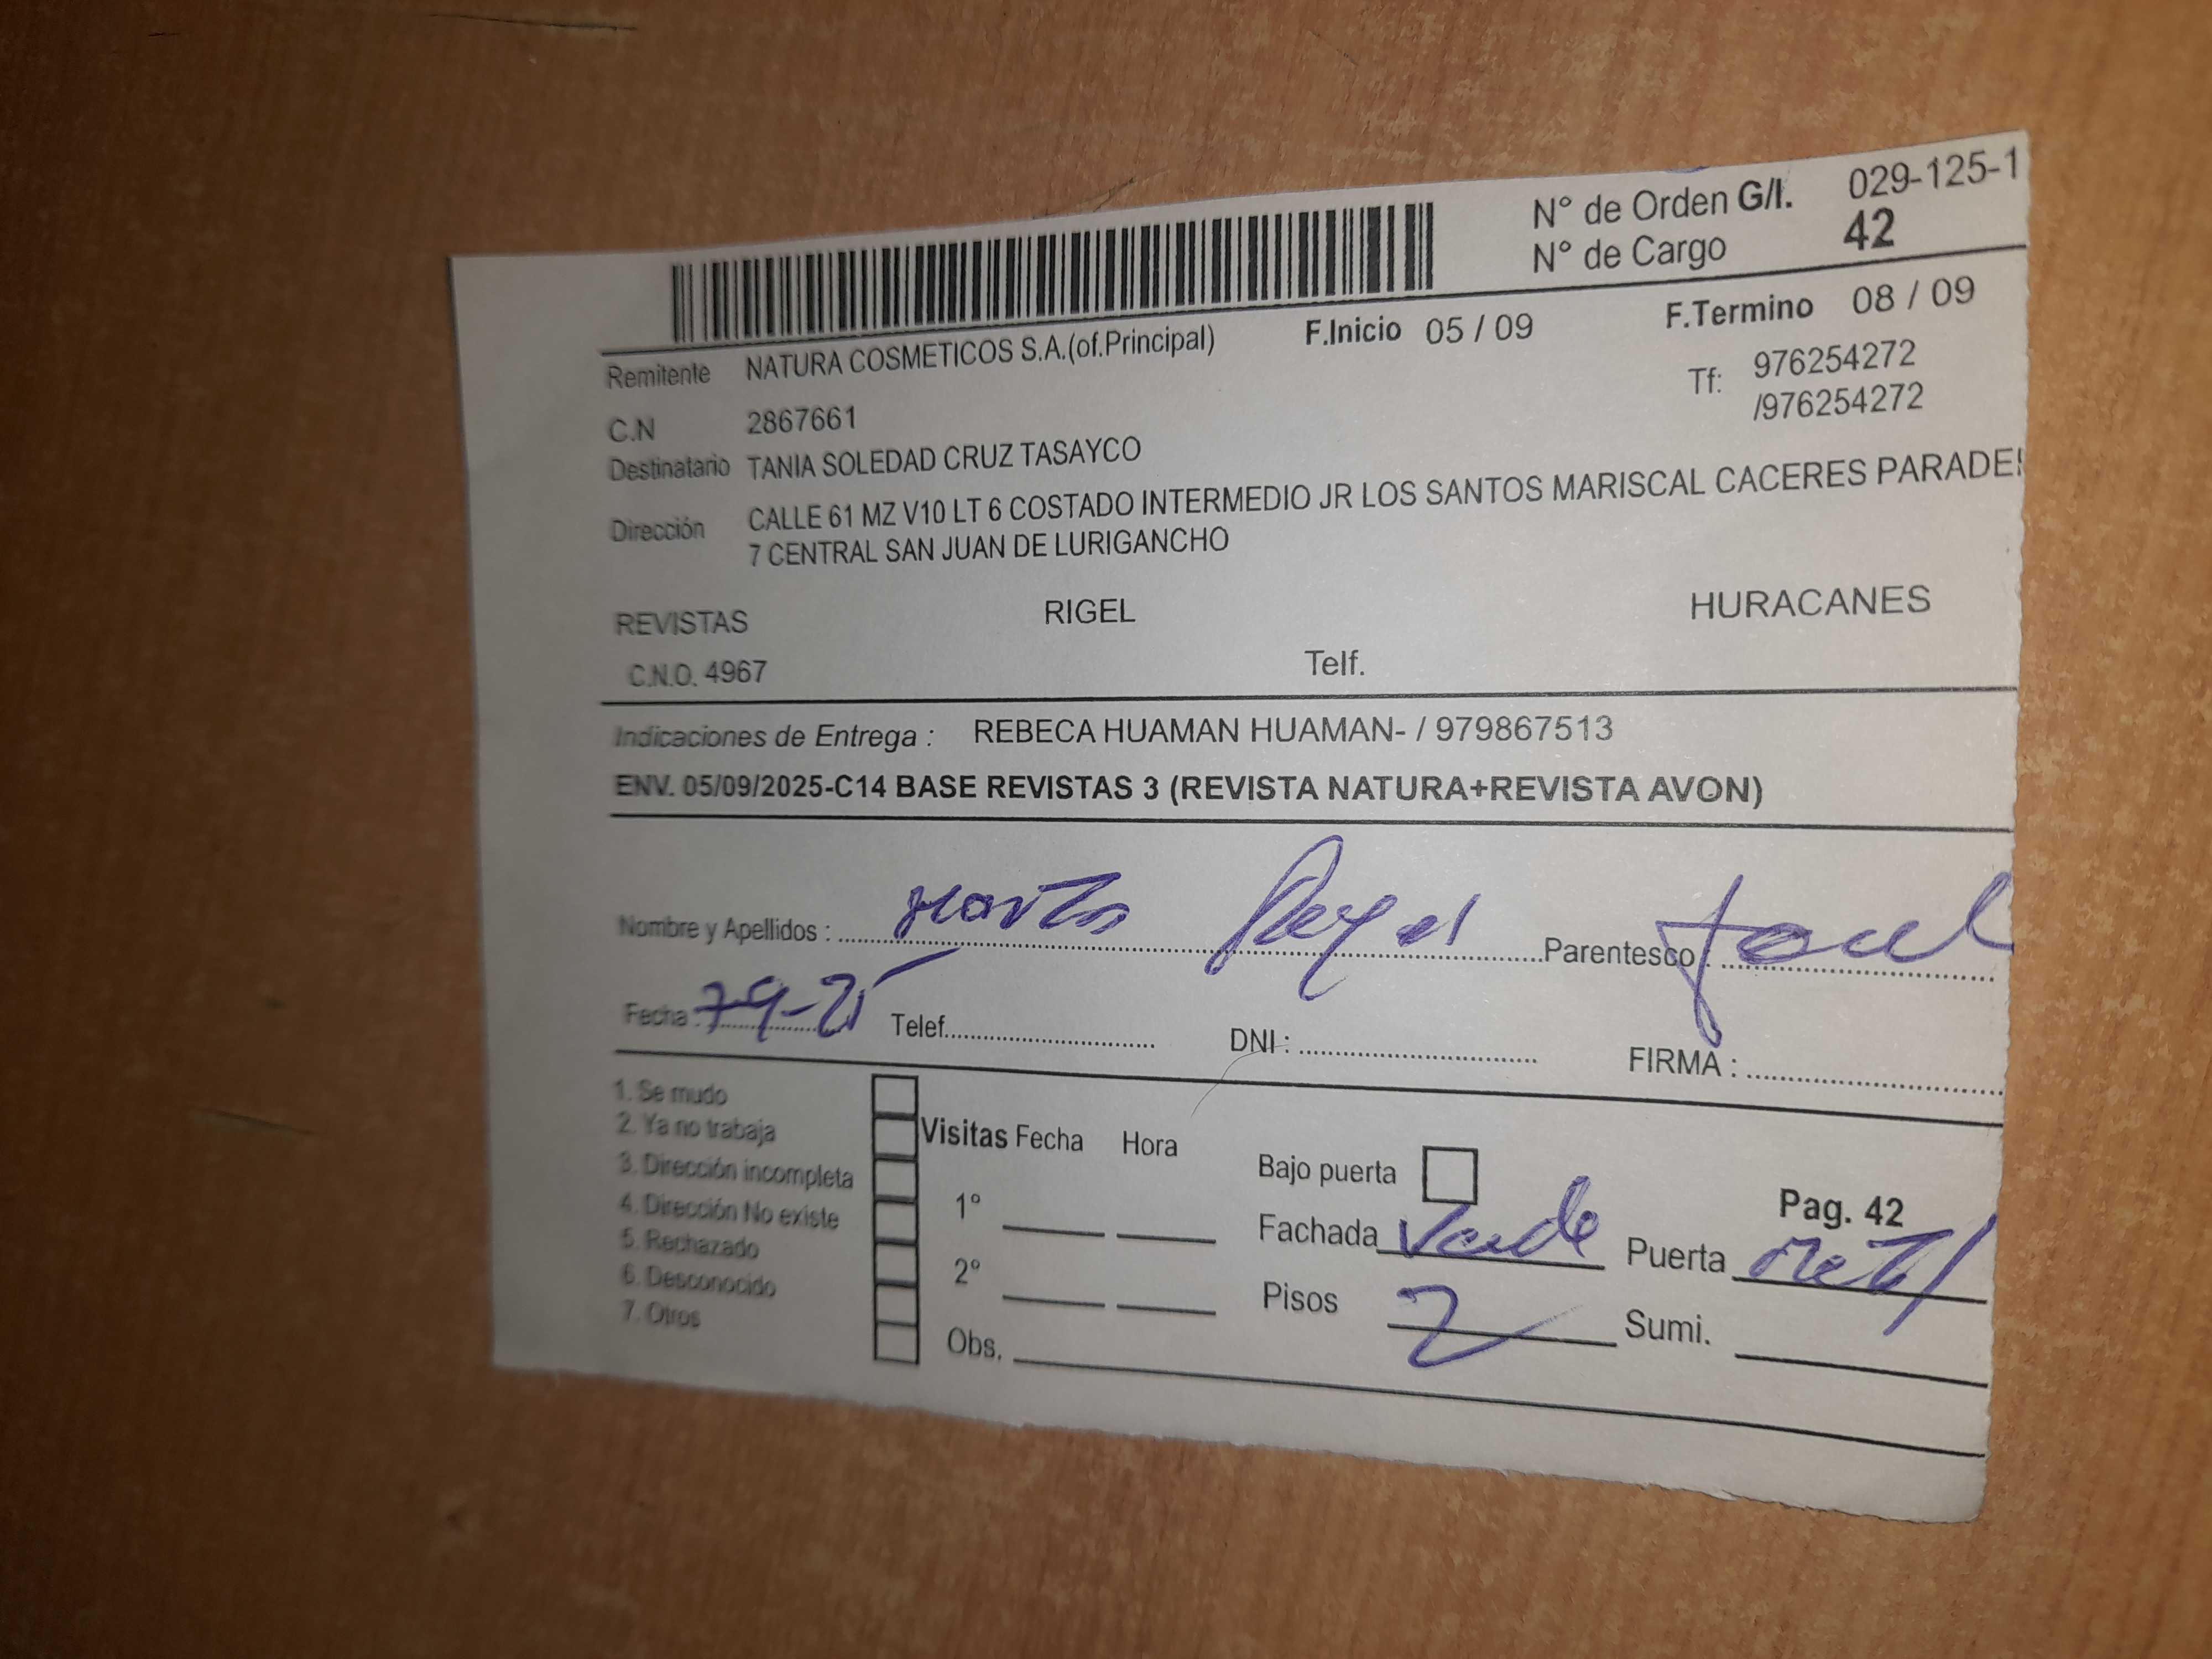 N° de Orden G/I. 029-125-1
N° de Cargo 42
F.Inicio 05 / 09 F.Termino 08 / 09
Remitente NATURA COSMETICOS S.A.(of.Principal)
Tf: 976254272
/976254272
C.N 2867661
Destinatario TANIA SOLEDAD CRUZ TASAYCO
Dirección CALLE 61 MZ V10 LT 6 COSTADO INTERMEDIO JR LOS SANTOS MARISCAL CACERES PARADE
7 CENTRAL SAN JUAN DE LURIGANCHO
REVISTAS RIGEL HURACANES
C.N.O. 4967 Telf.
Indicaciones de Entrega : REBECA HUAMAN HUAMAN- / 979867513
ENV. 05/09/2025-C14 BASE REVISTAS 3 (REVISTA NATURA+REVISTA AVON)
Nombre y Apellidos : Parentesco :
Fecha : 7-9-25 Telef. DNI : FIRMA :
1. Se mudo
2. Ya no trabaja
3. Dirección incompleta
4. Dirección No existe
5. Rechazado
6. Desconocido
7. Otros
Visitas Fecha Hora
1°
2°
Obs.
Bajo puerta
Pag. 42
Fachada Verde Puerta Metal
Pisos 2 Sumi.